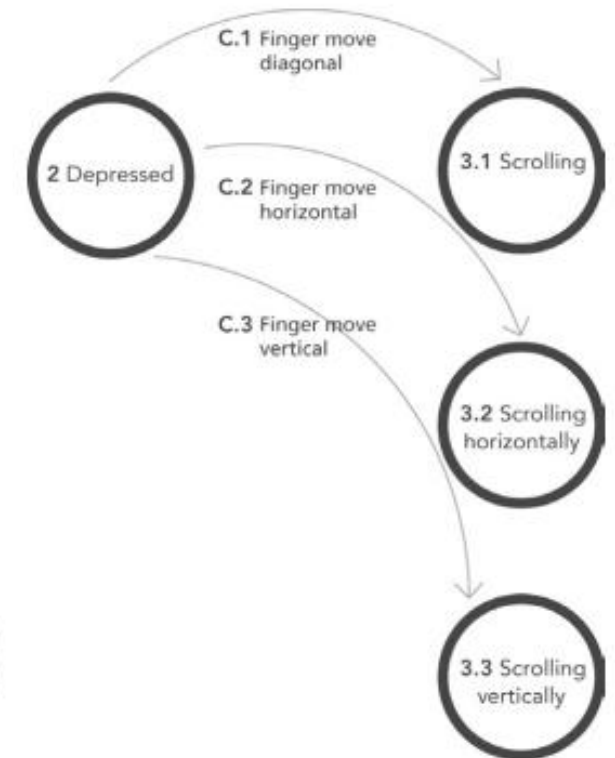 C.1 Finger move
diagonal
2 Depressed
3.1 Scrolling
C.2 Finger move
horizontal
C.3 Finger move
vertical
3.2 Scrolling
horizontally
3.3 Scrolling
vertically